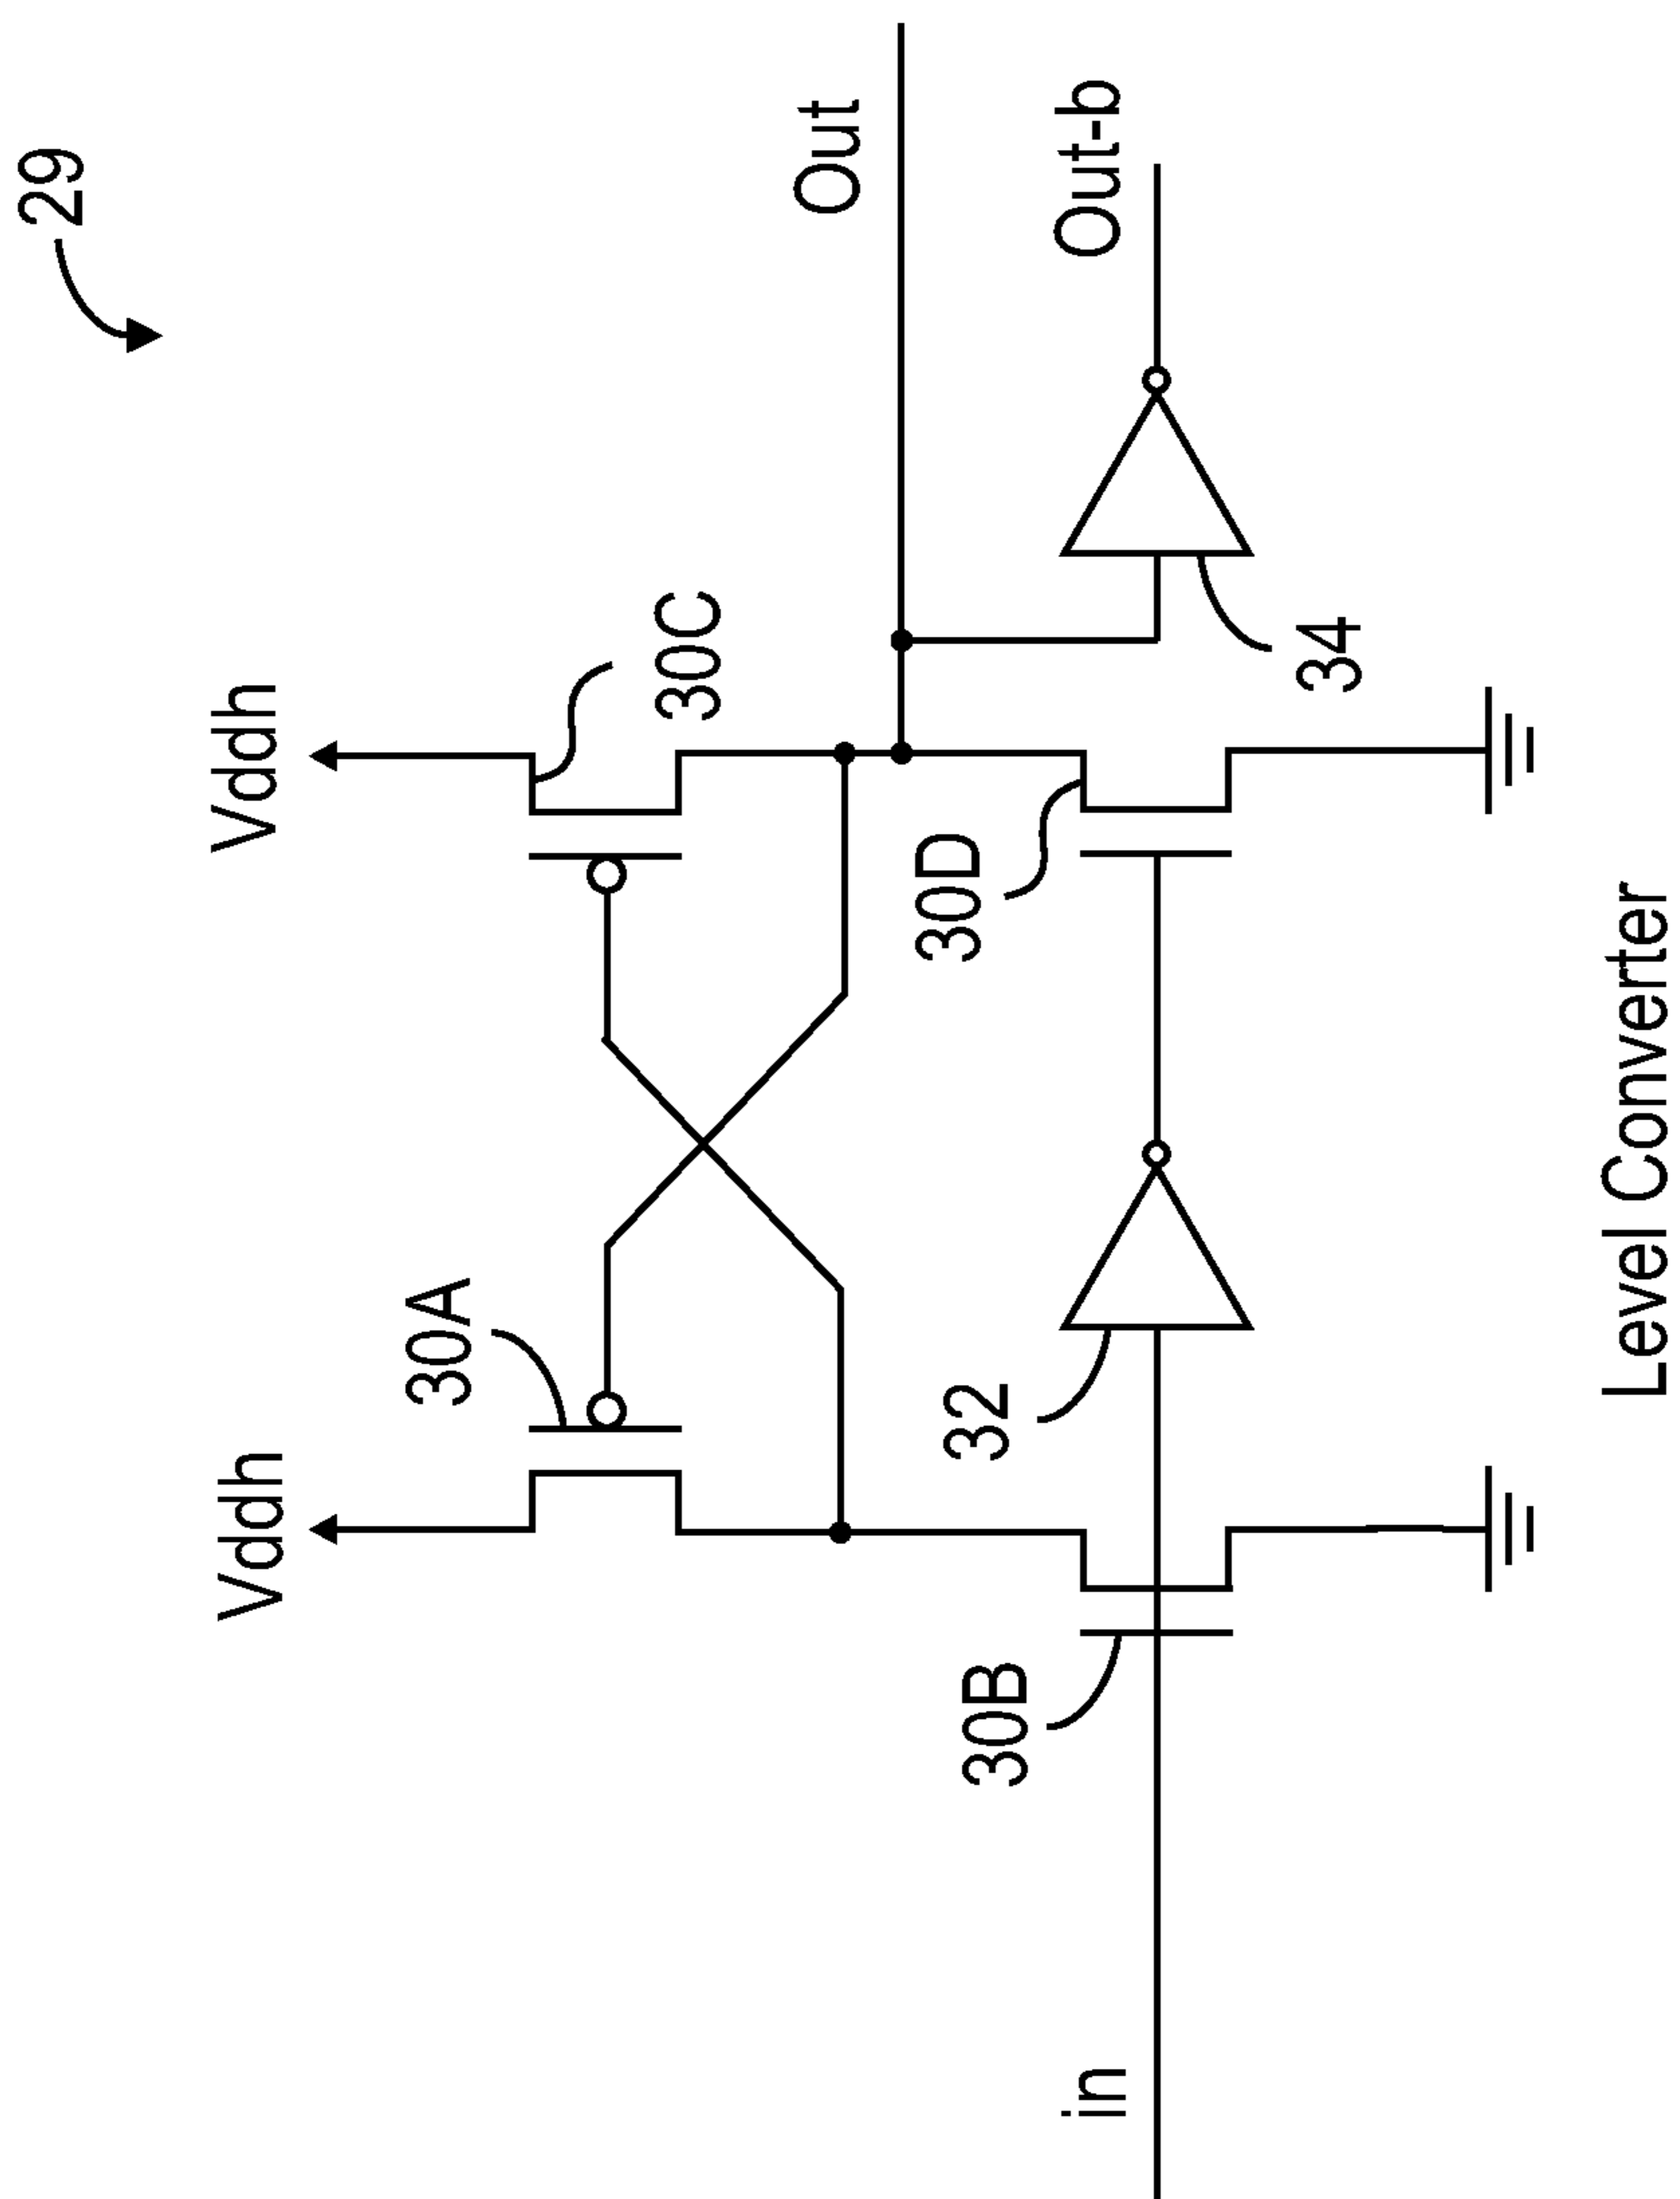 29
Vddh
Vddh
30A
30C
Out
30B
32
30D
Out-b
in
34
Level Converter